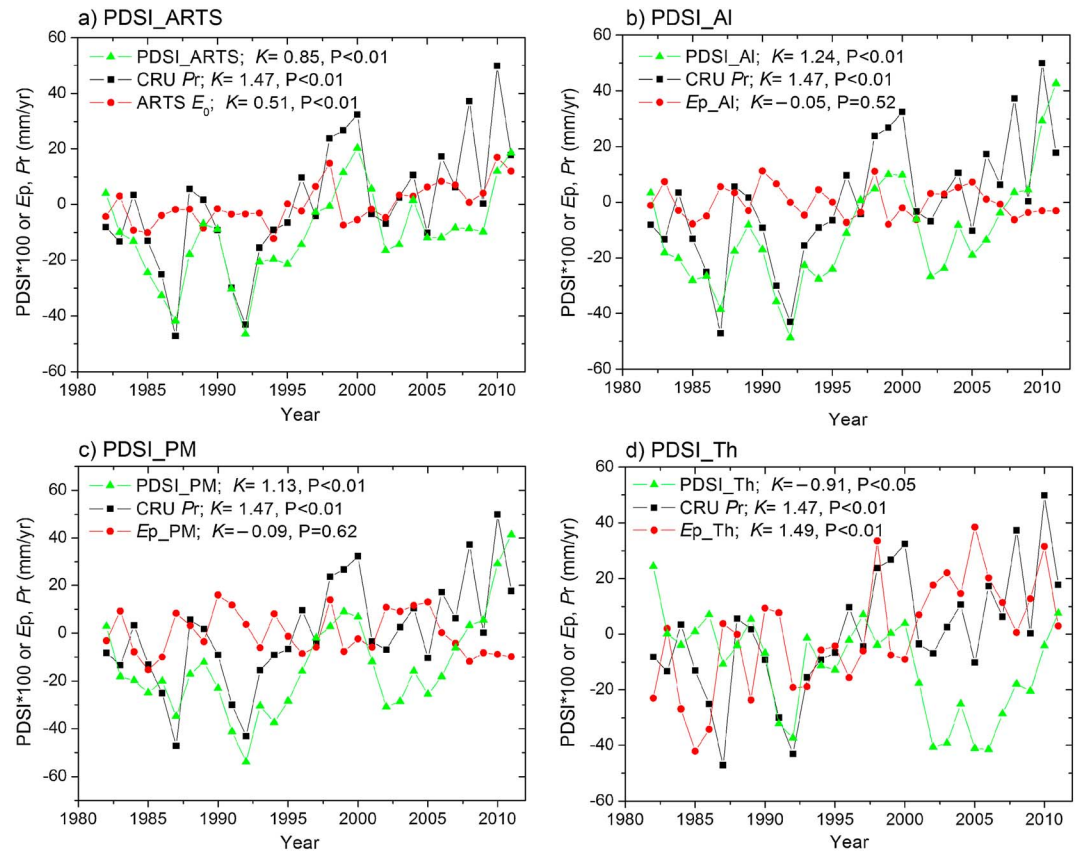 a) PDSI_ARTS
PDSI_ARTS; K= 0.85, P<0.01
CRU Pr; K= 1.47, P<0.01
ARTS E₀; K= 0.51, P<0.01
PDSI*100 or Ep, Pr (mm/yr)
60
40
20
0
-20
-40
-60
1980 1985 1990 1995 2000 2005 2010
Year
b) PDSI_AI
PDSI_AI; K= 1.24, P<0.01
CRU Pr; K= 1.47, P<0.01
Ep_AI; K=−0.05, P=0.52
PDSI*100 or Ep, Pr (mm/yr)
60
40
20
0
-20
-40
-60
1980 1985 1990 1995 2000 2005 2010
Year
c) PDSI_PM
PDSI_PM; K= 1.13, P<0.01
CRU Pr; K= 1.47, P<0.01
Ep_PM; K=−0.09, P=0.62
PDSI*100 or Ep, Pr (mm/yr)
60
40
20
0
-20
-40
-60
1980 1985 1990 1995 2000 2005 2010
Year
d) PDSI_Th
PDSI_Th; K=−0.91, P<0.05
CRU Pr; K= 1.47, P<0.01
Ep_Th; K= 1.49, P<0.01
PDSI*100 or Ep, Pr (mm/yr)
60
40
20
0
-20
-40
-60
1980 1985 1990 1995 2000 2005 2010
Year